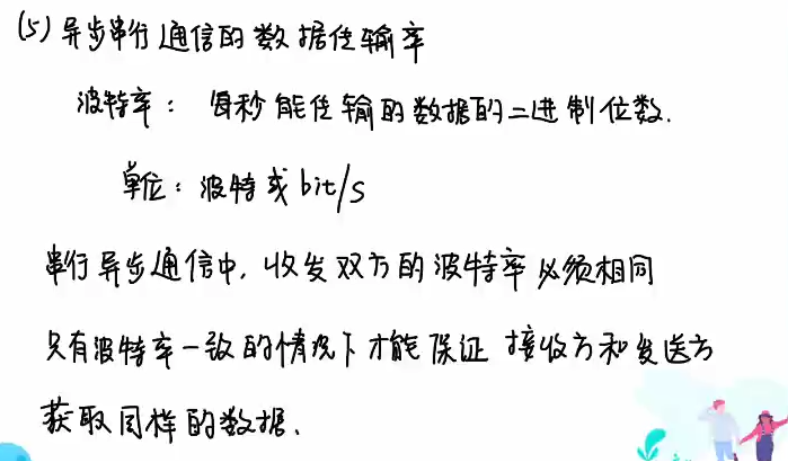 (5) 异步串行通信的数据传输率
波特率： 每秒能传输的数据的二进制位数.
单位：波特或bit/s
串行异步通信中, 收发双方的波特率必须相同
只有波特率一致的情况下才能保证 接收方和发送方
获取同样的数据.